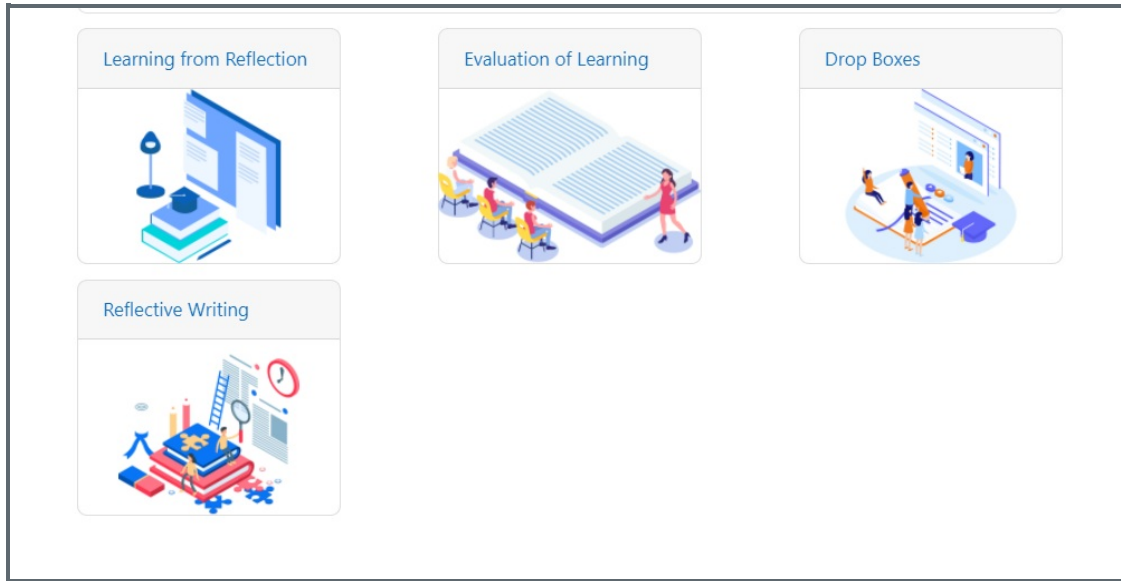 Learning from Reflection
Evaluation of Learning
Drop Boxes
Reflective Writing